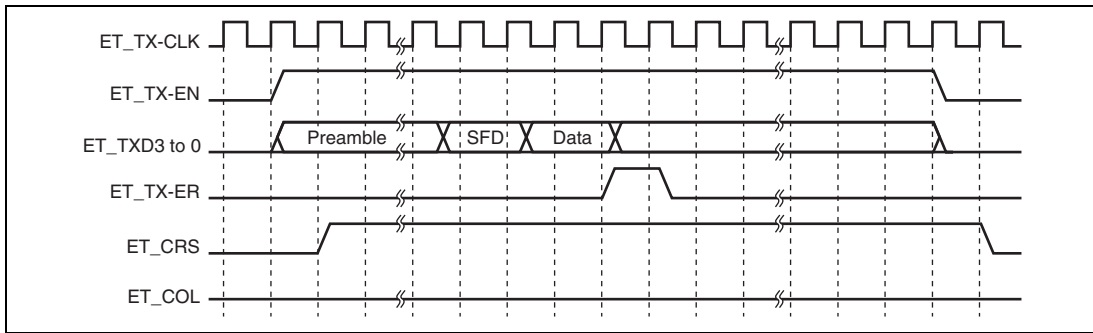 ET_TX-CLK
ET_TX-EN
ET_TXD3 to 0 Preamble SFD Data
ET_TX-ER
ET_CRS
ET_COL